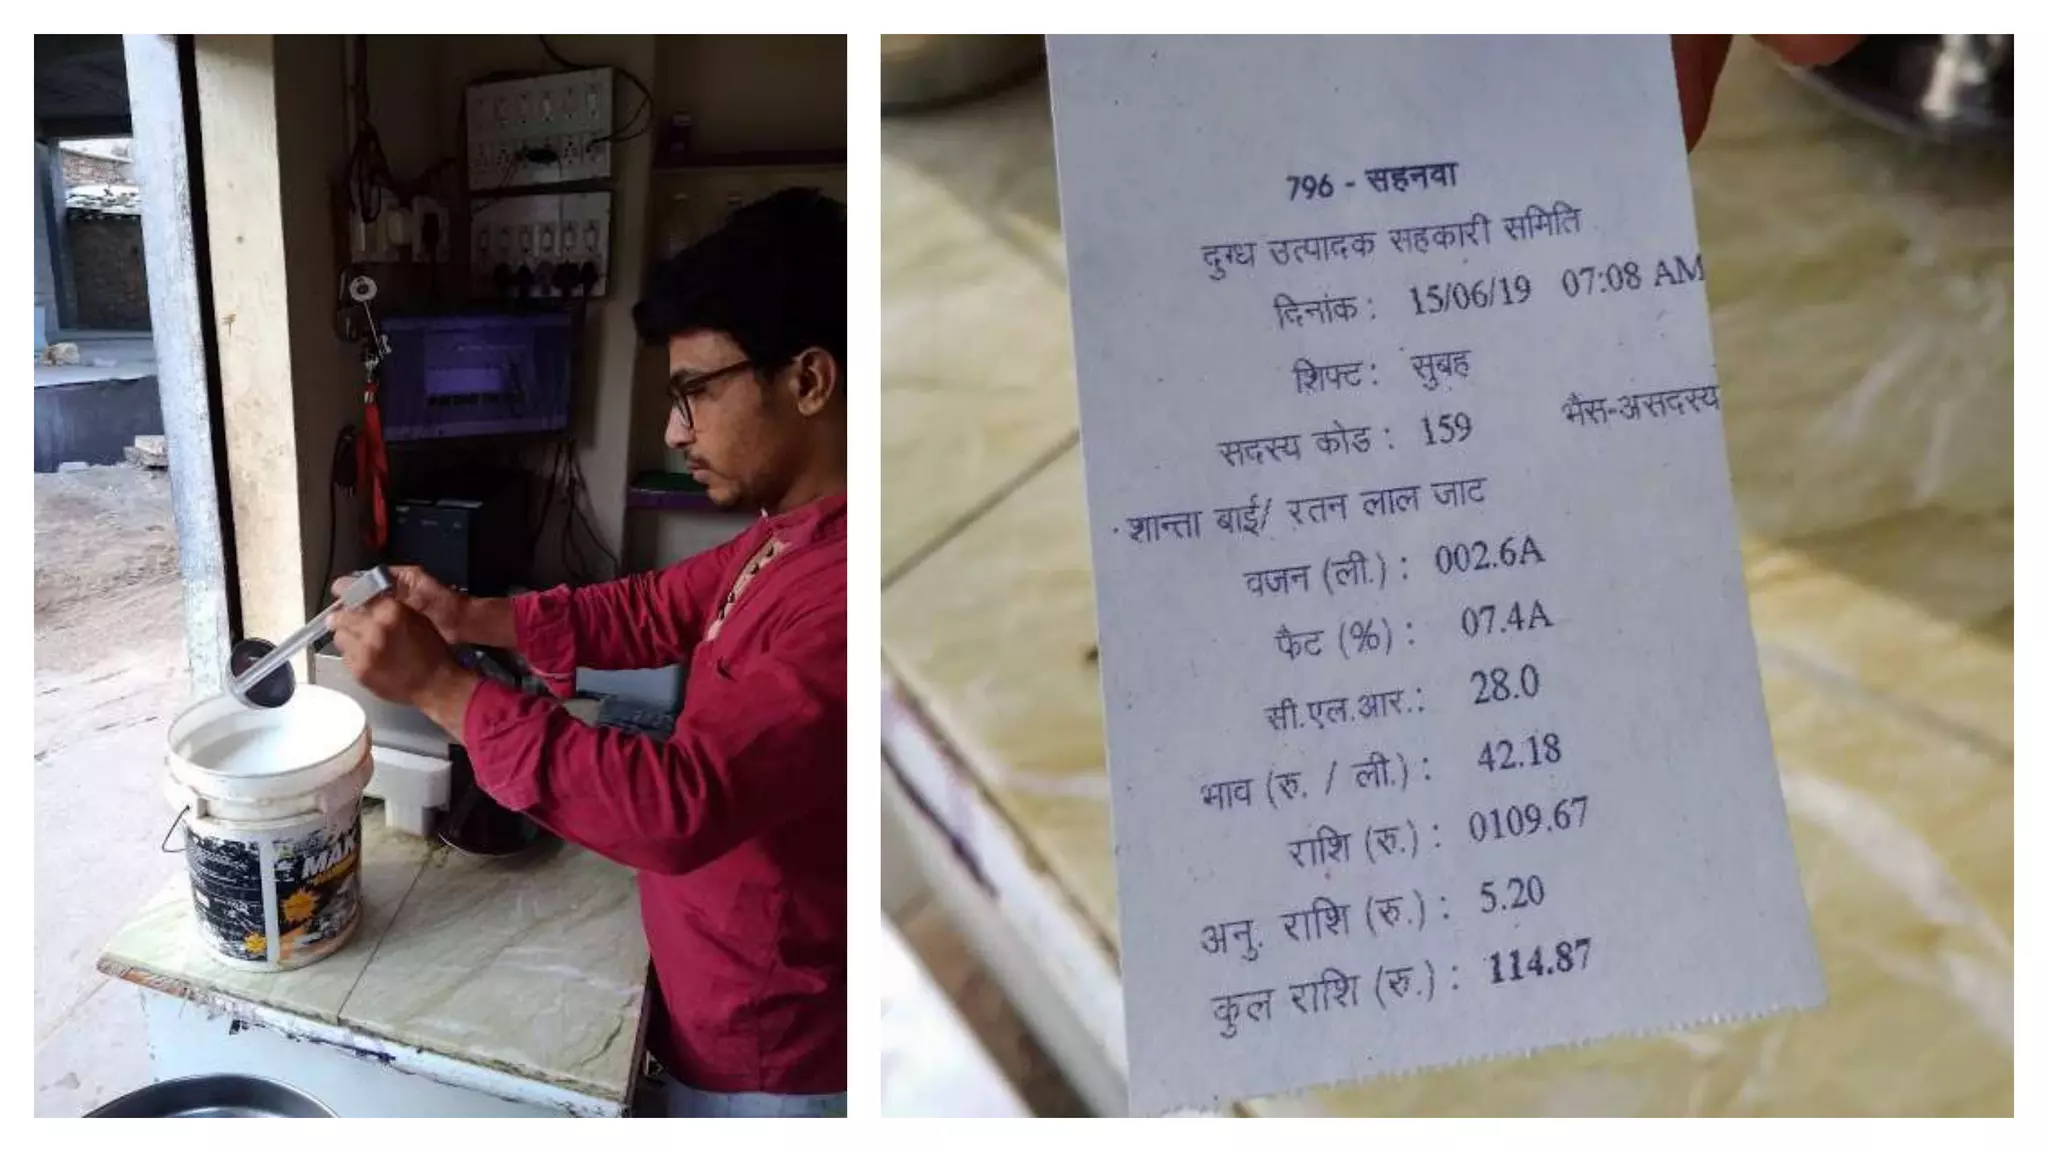 MAK
796 - सहनवा
दुग्ध उत्पादक सहकारी समिति
दिनांक : 15/06/19 07:08 AM
शिफ्ट : सुबह
सदस्य कोड : 159 भैंस-असदस्य
शान्ता बाई/ रतन लाल जाट
वजन (ली.) : 002.6A
फैट (%) : 07.4A
सी.एल.आर.: 28.0
भाव (रु. / ली.) : 42.18
राशि (रु.) : 0109.67
अनु. राशि (रु.) : 5.20
कुल राशि (रु.) : 114.87